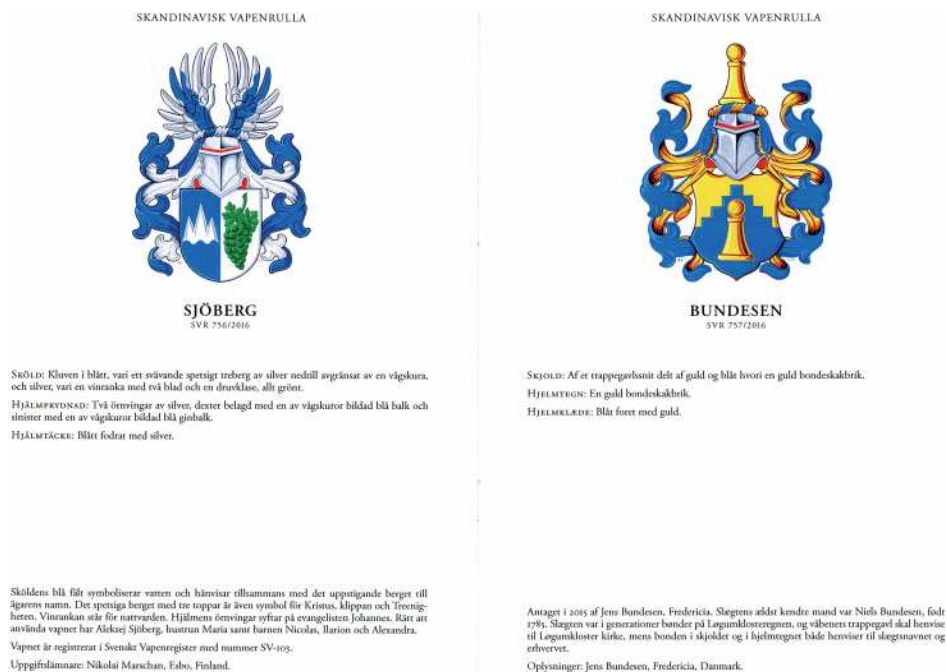 SKANDINAVISK VAPENRULLA
SJÖBERG
SVR 756/2016
SKÖLD: Kluven i blått, vari ett svävande spetsigt treberg av silver nedtill avgränsat av en vågskura,
och silver, vari en vinranka med två blad och en druvklase, allt grönt.
HJÄLMPRYDNAD: Två örnvingar av silver, dexter belagd med en av vågskuror bildad blå balk och
sinister med en av vågskuror bildad blå ginbalk.
HJÄLMTÄCKE: Blått fodrat med silver.
Sköldens blå fält symboliserar vatten och hänvisar tillsammans med det uppstigande berget till
ägarens namn. Det spetsiga berget med tre toppar är även symbol för Kristus, klippan och Treenig-
heten. Vinrankan står för nattvarden. Hjälmens örnvingar syftar på evangelisten Johannes. Rätt att
använda vapnet har Aleksej Sjöberg, hustrun Maria samt barnen Nicolas, Ilarion och Alexandra.
Vapnet är registrerat i Svenskt Vapenregister med nummer SV-103.
Uppgiftslämnare: Nikolai Marschan, Esbo, Finland.
SKANDINAVISK VAPENRULLA
BUNDESEN
SVR 757/2016
SKJOLD: Af et trappegavlssnit delt af guld og blåt hvori en guld bondeskakbrik.
HJELMTEGN: En guld bondeskakbrik.
HJELMKLÆDE: Blåt foret med guld.
Antaget i 2015 af Jens Bundesen, Fredericia. Slægtens ældst kendte mand var Niels Bundesen, født
1785. Slægten var i generationer bønder på Løgumklosteregnen, og våbenets trappegavl skal henvise
til Løgumkloster kirke, mens bonden i skjoldet og i hjelmtegnet både henviser til slægtsnavnet og
erhvervet.
Oplysninger: Jens Bundesen, Fredericia, Danmark.